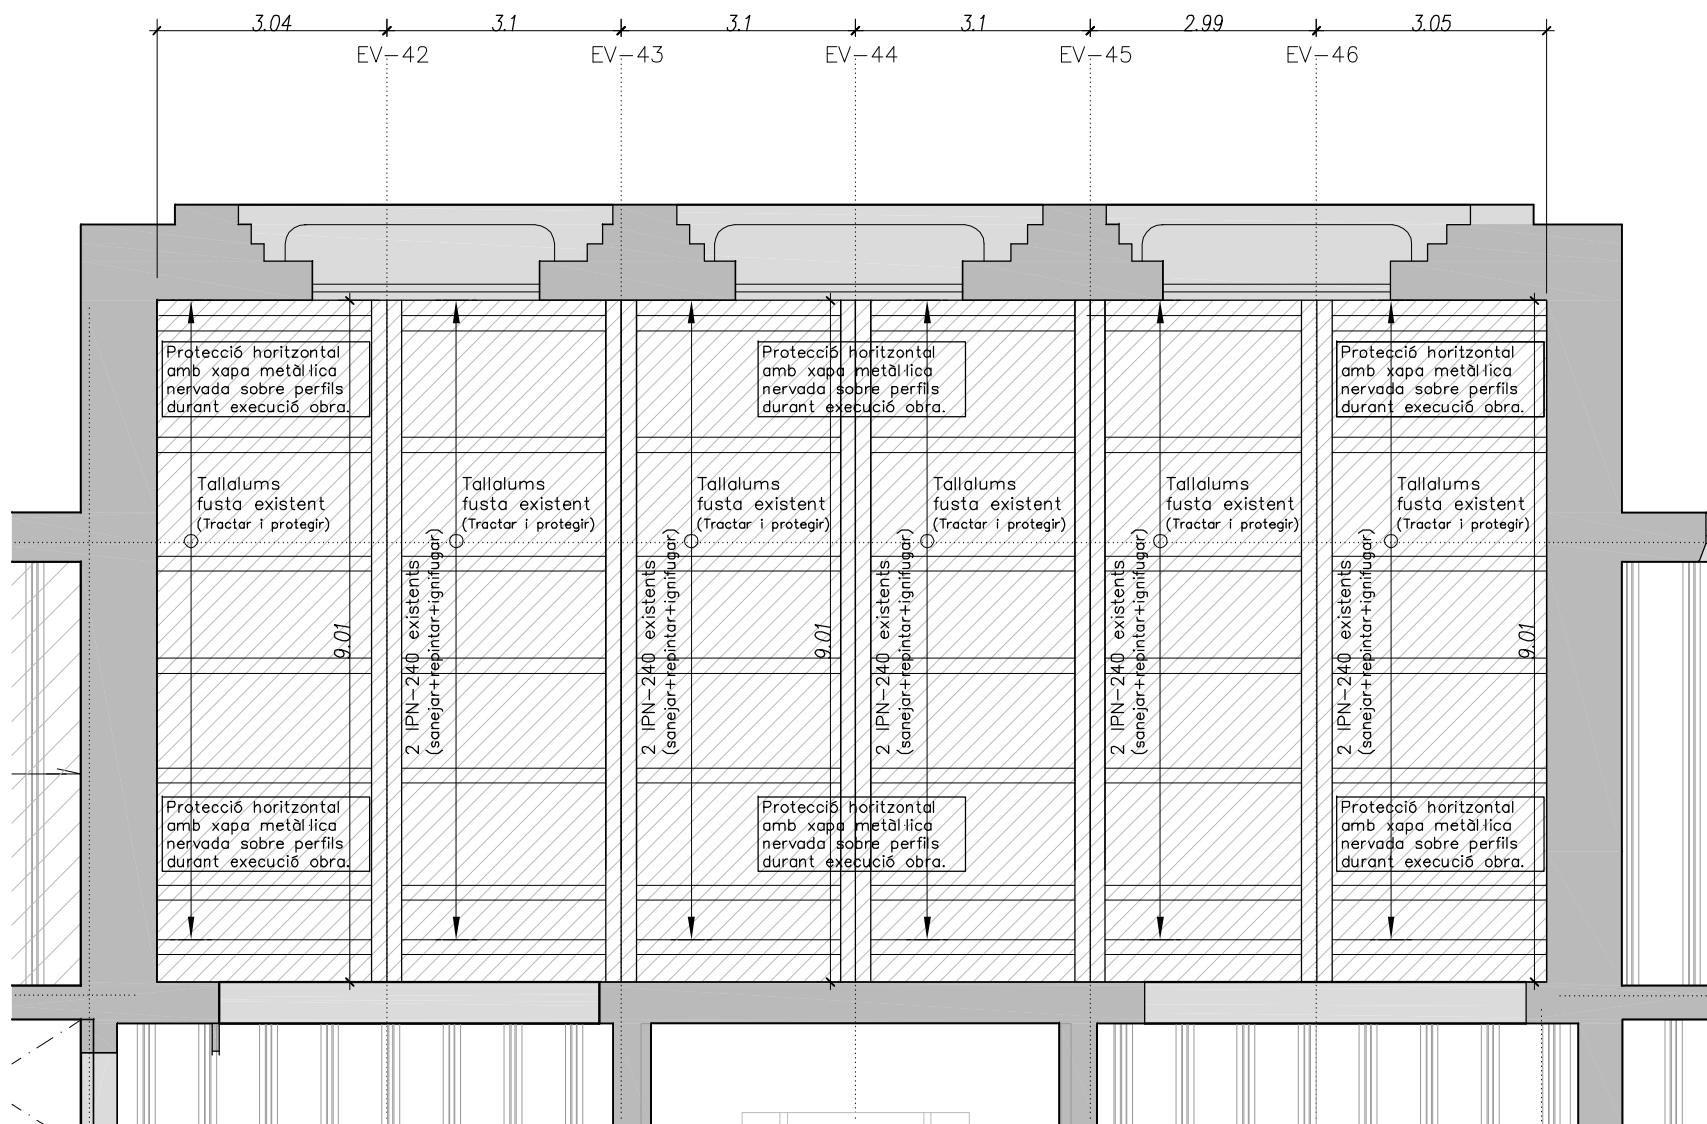 3.04
3.1
3.1
3.1
2.99
3.05
EV-42
EV-43
EV-44
EV-45
EV-46
Protecció horitzontal
amb xapa metàl·lica
nervada sobre perfils
durant execució obra.
Protecció horitzontal
amb xapa metàl·lica
nervada sobre perfils
durant execució obra.
Protecció horitzontal
amb xapa metàl·lica
nervada sobre perfils
durant execució obra.
Tallalums
fusta existent
(Tractar i protegir)
Tallalums
fusta existent
(Tractar i protegir)
Tallalums
fusta existent
(Tractar i protegir)
Tallalums
fusta existent
(Tractar i protegir)
Tallalums
fusta existent
(Tractar i protegir)
Tallalums
fusta existent
(Tractar i protegir)
9.01
2 IPN-240 existents
(sanejar+repintar+ignifugar)
2 IPN-240 existents
(sanejar+repintar+ignifugar)
9.01
2 IPN-240 existents
(sanejar+repintar+ignifugar)
2 IPN-240 existents
(sanejar+repintar+ignifugar)
2 IPN-240 existents
(sanejar+repintar+ignifugar)
9.01
Protecció horitzontal
amb xapa metàl·lica
nervada sobre perfils
durant execució obra.
Protecció horitzontal
amb xapa metàl·lica
nervada sobre perfils
durant execució obra.
Protecció horitzontal
amb xapa metàl·lica
nervada sobre perfils
durant execució obra.